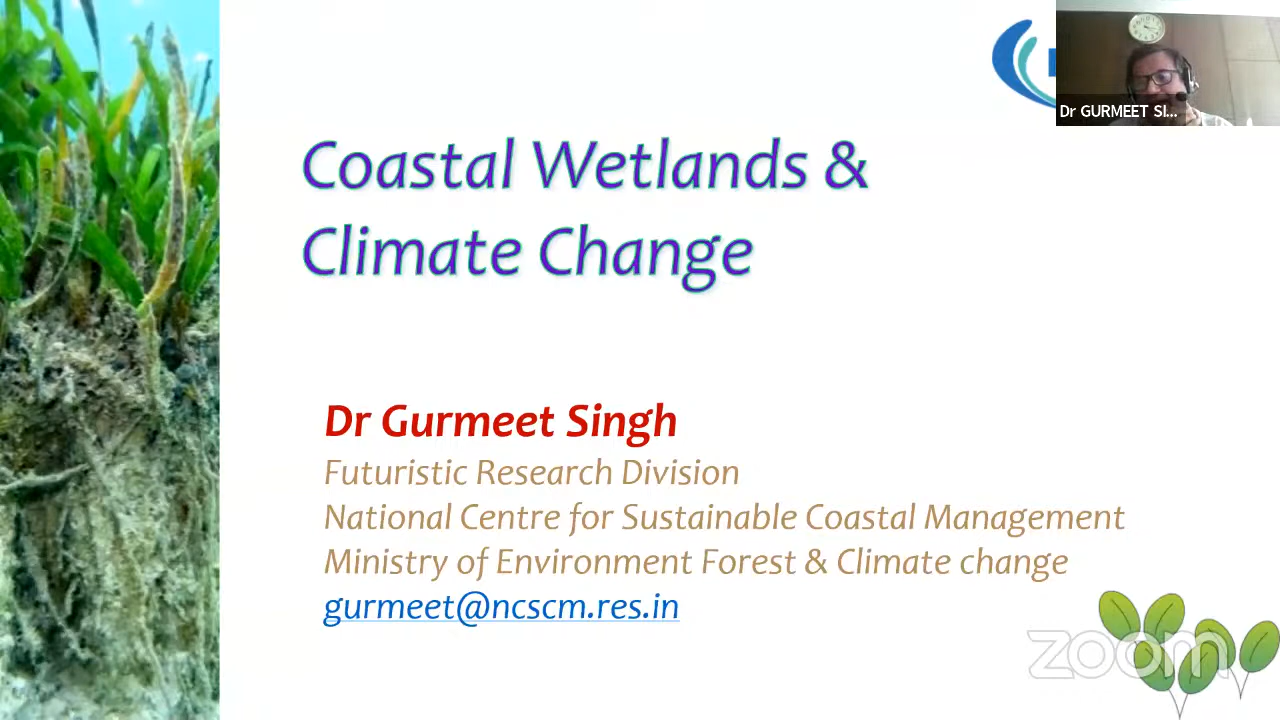 Dr GURMEET SI...
Coastal Wetlands &
Climate Change
Dr Gurmeet Singh
Futuristic Research Division
National Centre for Sustainable Coastal Management
Ministry of Environment Forest & Climate change
gurmeet@ncscm.res.in
zoom